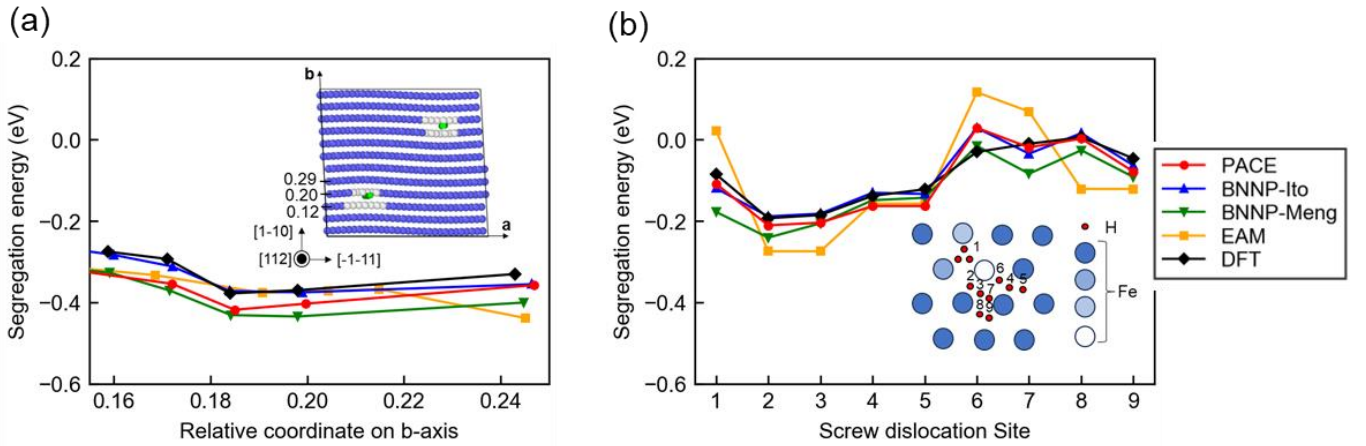 (a)
(b)
0.2
0.0
−0.2
−0.4
−0.6
Segregation energy (eV)
0.16
0.18
0.20
0.22
0.24
Relative coordinate on b-axis
b
a
0.29
0.20
0.12
[1-10]
[112]
[-1-11]
0.2
0.0
−0.2
−0.4
−0.6
Segregation energy (eV)
1
2
3
4
5
6
7
8
9
Screw dislocation Site
1
6
2
3
4
5
7
8
9
H
Fe
PACE
BNNP-Ito
BNNP-Meng
EAM
DFT